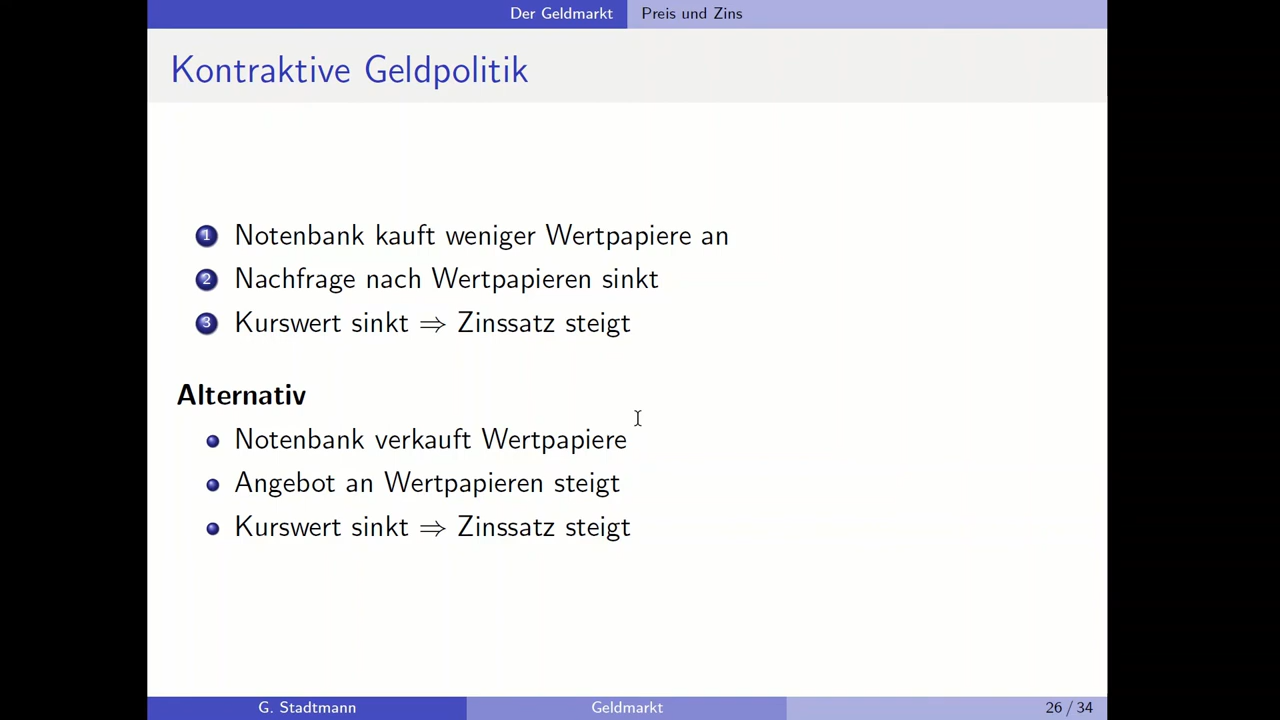 Der Geldmarkt Preis und Zins
Kontraktive Geldpolitik
1 Notenbank kauft weniger Wertpapiere an
2 Nachfrage nach Wertpapieren sinkt
3 Kurswert sinkt ⇒ Zinssatz steigt
Alternativ
Notenbank verkauft Wertpapiere
Angebot an Wertpapieren steigt
Kurswert sinkt ⇒ Zinssatz steigt
G. Stadtmann Geldmarkt 26 / 34